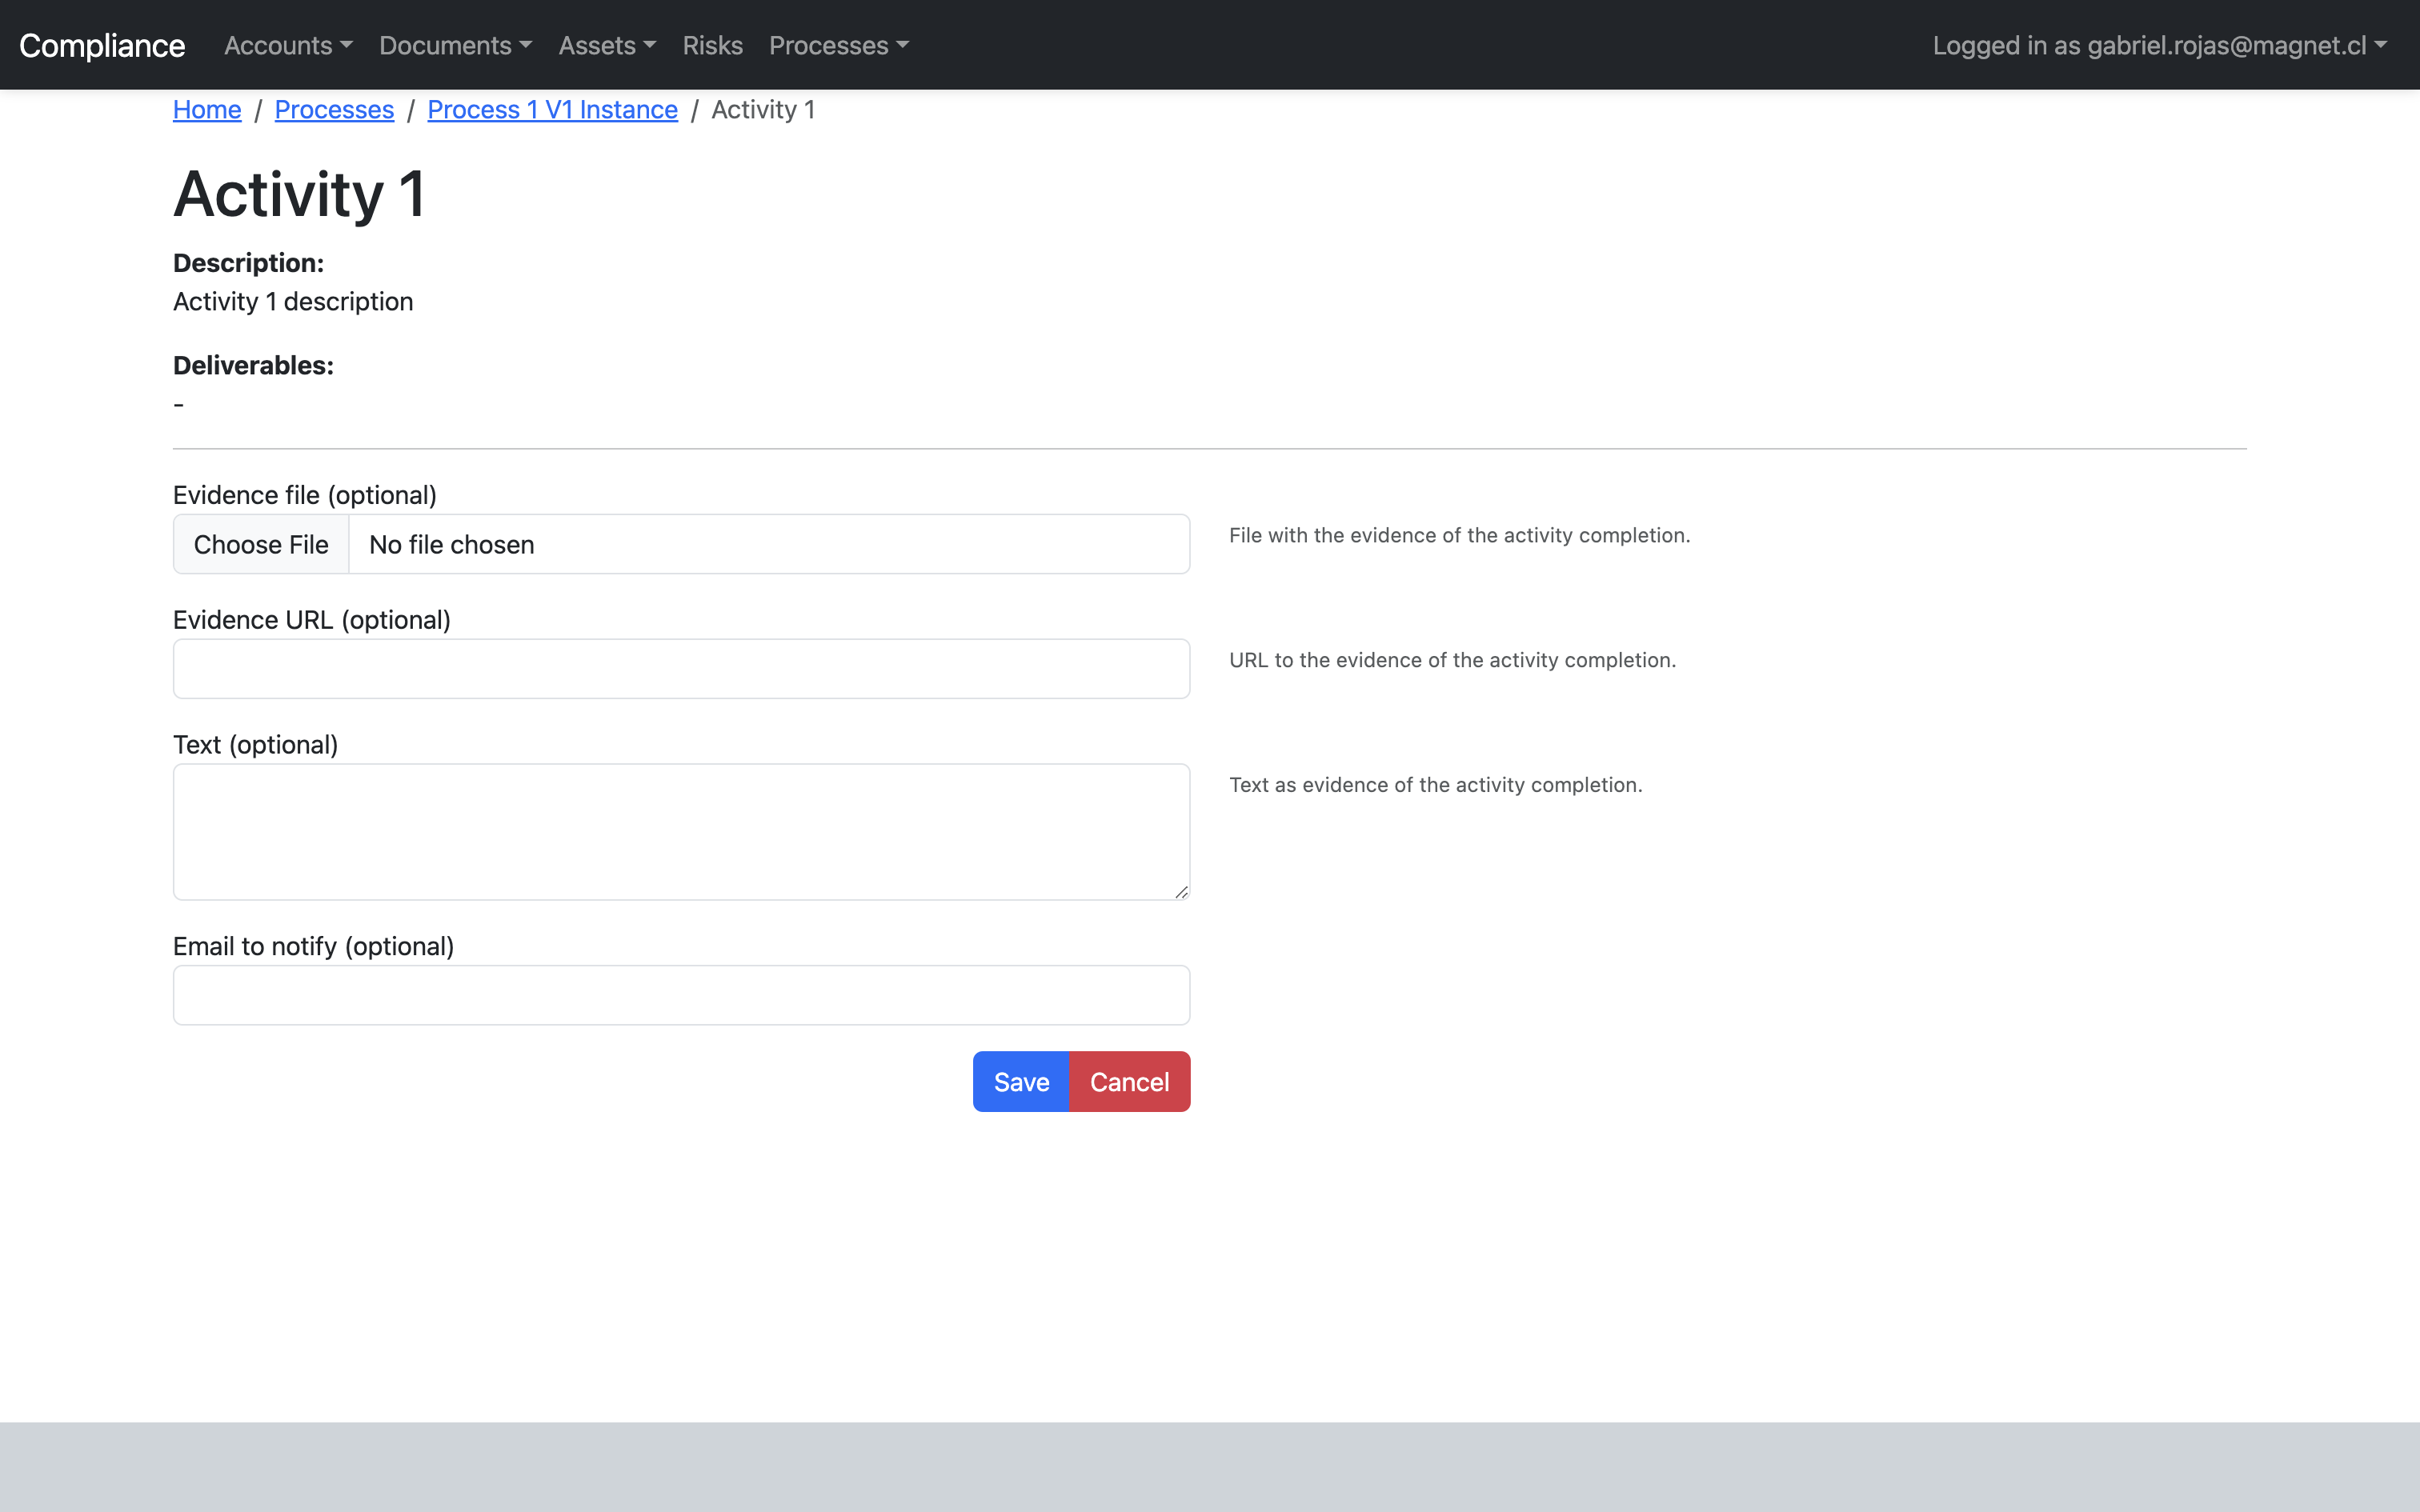 Compliance Accounts Documents Assets Risks Processes Logged in as gabriel.rojas@magnet.cl
Home / Processes / Process 1 V1 Instance / Activity 1
Activity 1
Description:
Activity 1 description
Deliverables:
-
Evidence file (optional)
Choose File No file chosen
File with the evidence of the activity completion.
Evidence URL (optional)
URL to the evidence of the activity completion.
Text (optional)
Text as evidence of the activity completion.
Email to notify (optional)
Save Cancel